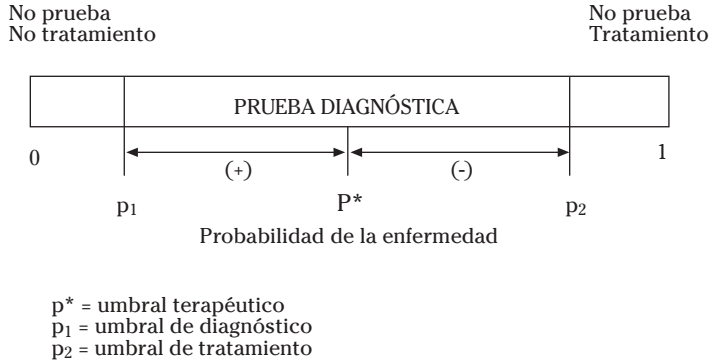 No prueba
No tratamiento
No prueba
Tratamiento
PRUEBA DIAGNÓSTICA
0
(+)
(-)
1
p1
P*
p2
Probabilidad de la enfermedad
p* = umbral terapéutico
p1 = umbral de diagnóstico
p2 = umbral de tratamiento